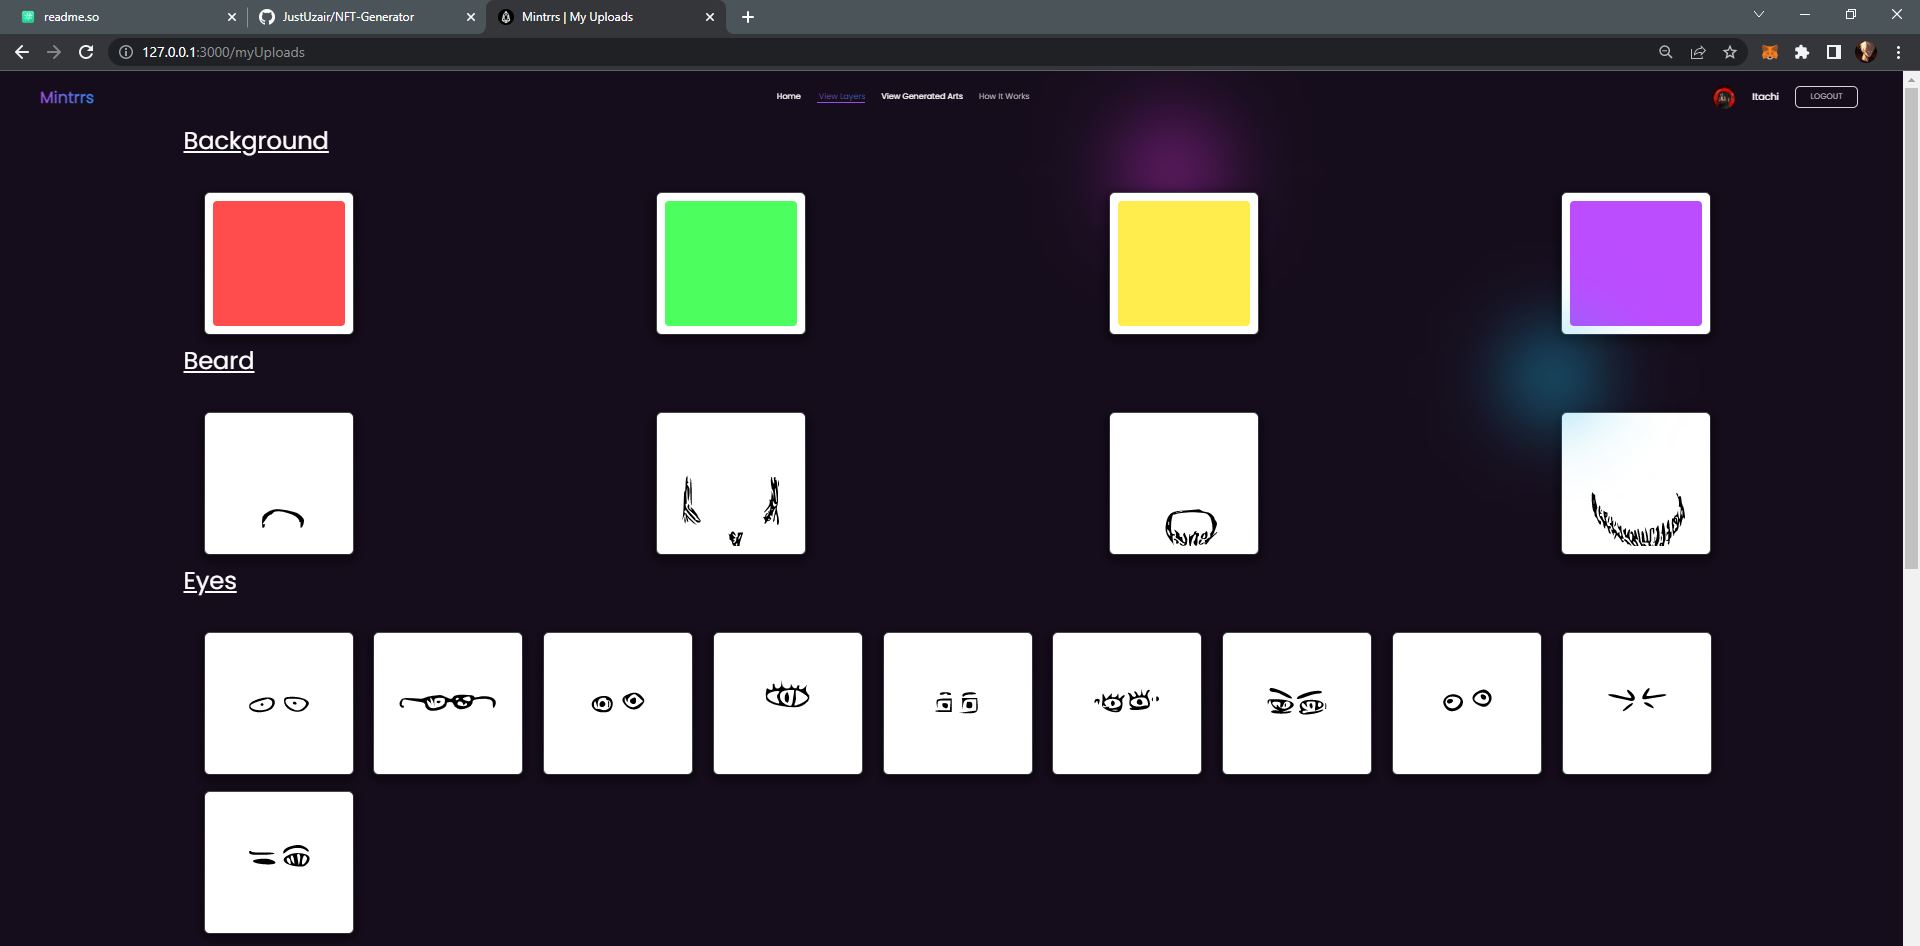 readme.so
JustUzair/NFT-Generator
Mintrrs | My Uploads
127.0.0.1:3000/myUploads
Mintrrs
Home
View Layers
View Generated Arts
How It Works
Itachi
LOGOUT
Background
Beard
Eyes